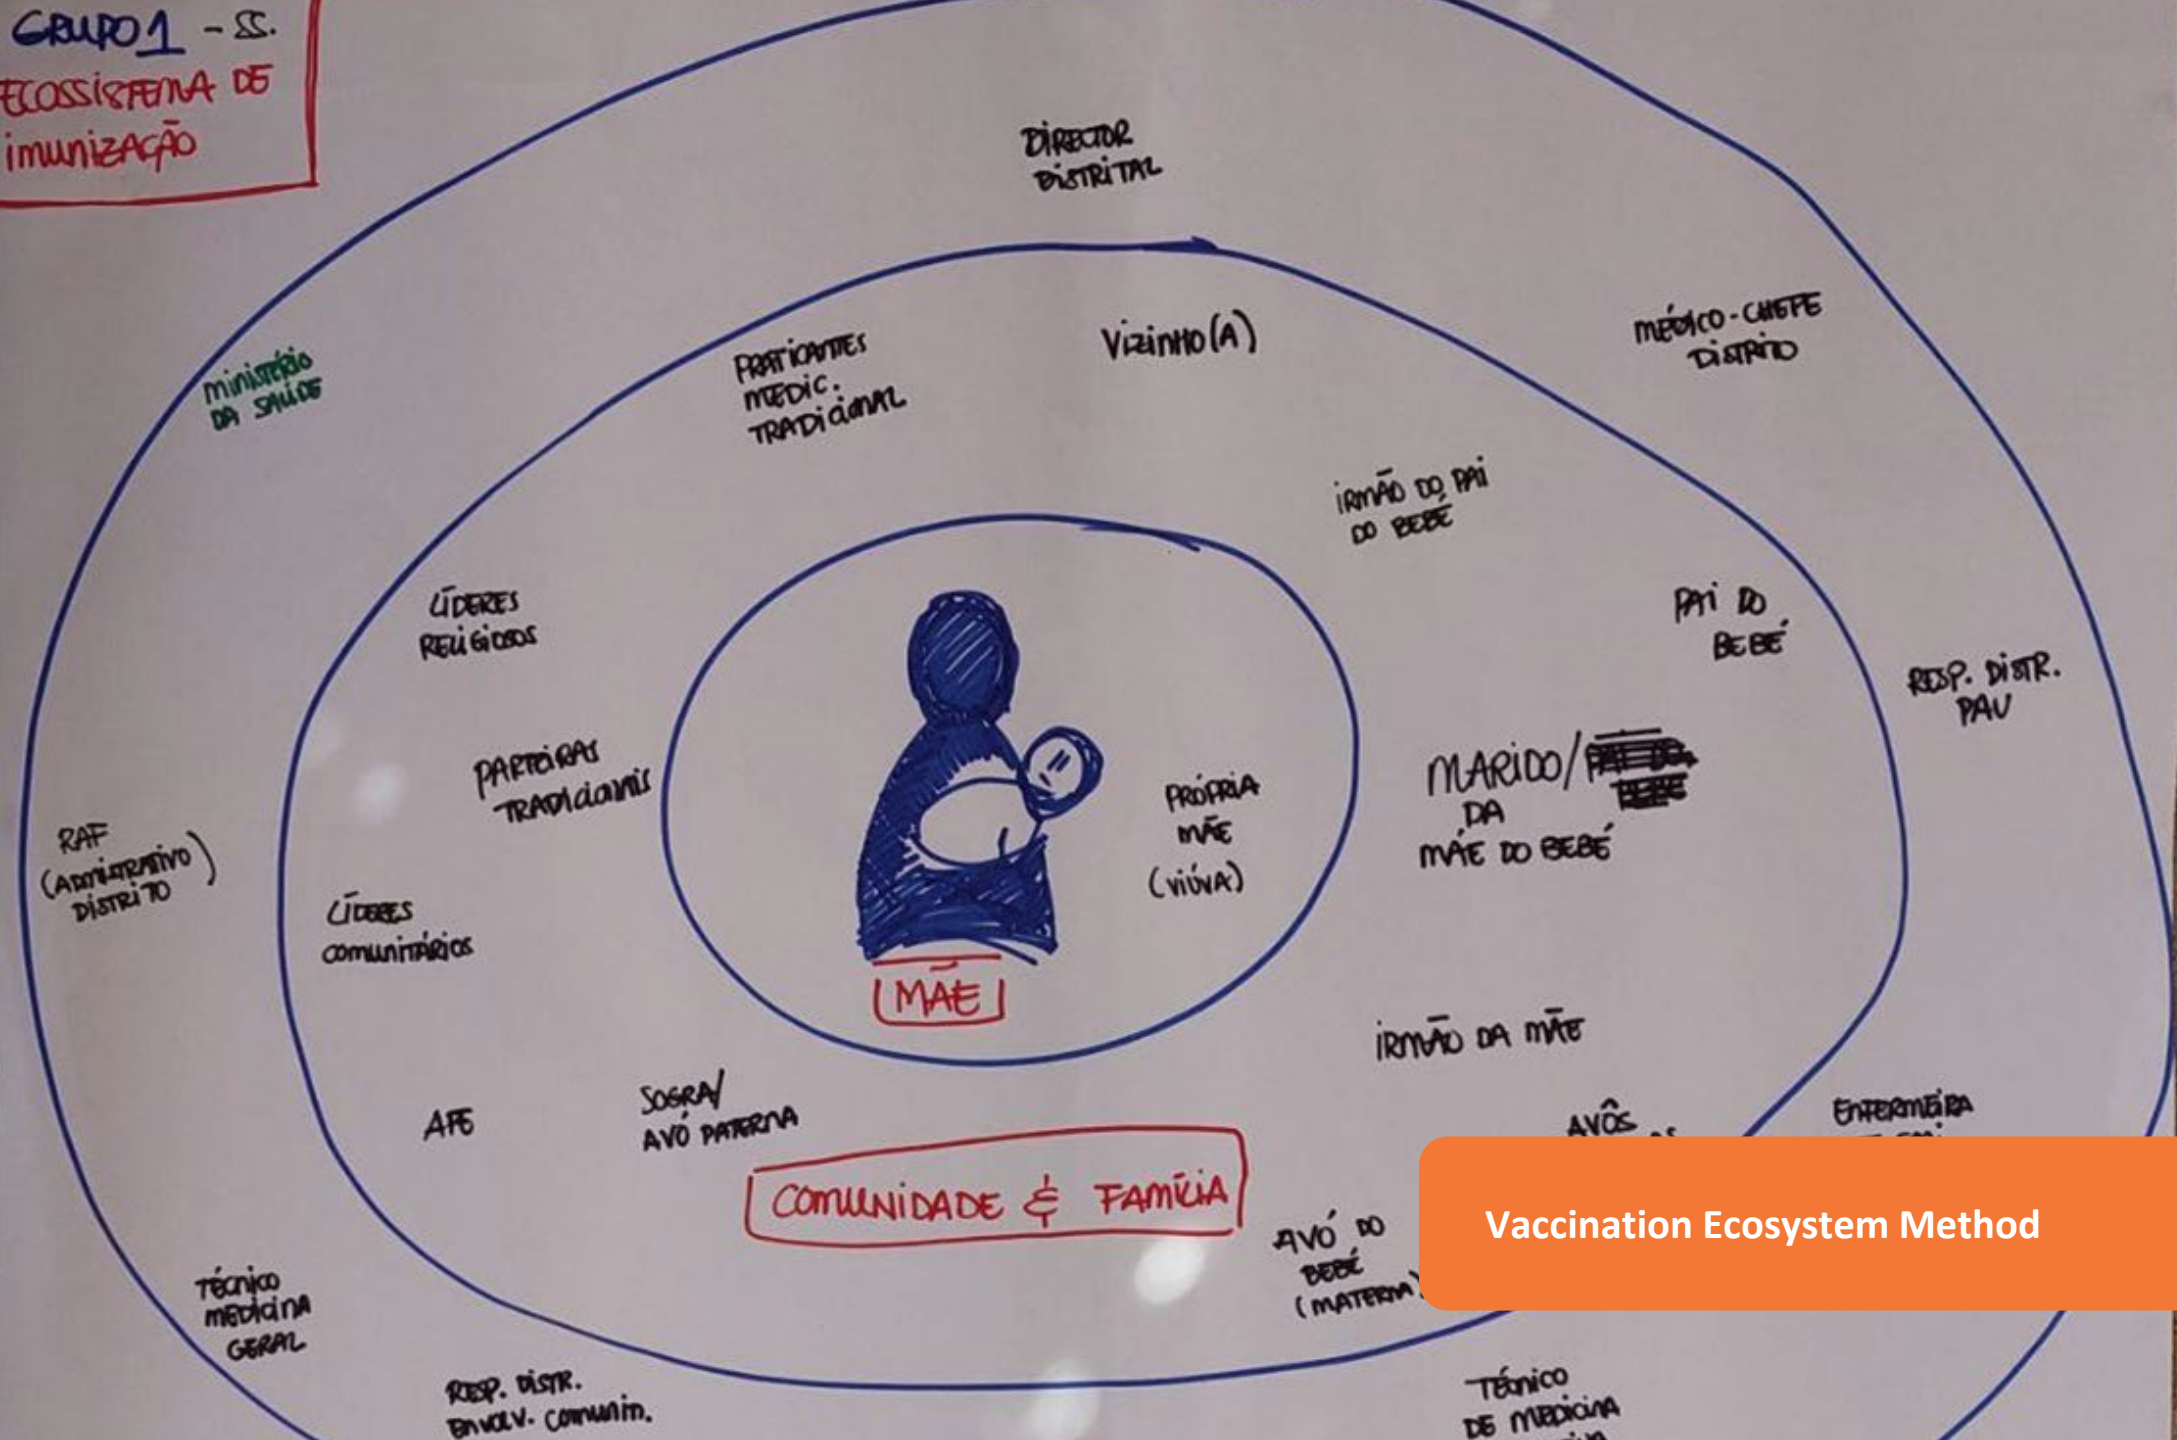 GRUPO 1 - SS.
ECOSSISTEMA DE
imunizAÇÃO
DIRECTOR
DISTRITAL
MÉDICO-CHEFE
DISTRITO
ministério
DA SAÚDE
PRATICANTES
MEDIC.
TRADICIONAL
Vizinho(A)
IRMÃO DO PAI
DO BEBÉ
LÍDERES
RELIGIOSOS
PAI DO
BEBÉ
RESP. DISTR.
PAV
PARTEIRAS
TRADICIONAIS
PRÓPRIA
MÃE
(VIÚVA)
MARIDO/
DA
MÃE DO BEBÉ
RAF
DISTRITO
LÍDERES
comunitÁRIOS
MÃE
IRMÃO DA MÃE
APE
SOGRA/
AVÓ PATERNA
AVÔS
ENFERMEIRA
COMUNIDADE & FAMÍLIA
AVÓ DO
BEBÉ
(MATERNA)
Vaccination Ecosystem Method
TÉCNICO
MEDICINA
GERAL
RESP. DISTR.
ENVOLV. COMUNIT.
TÉCNICO
DE MEDICINA